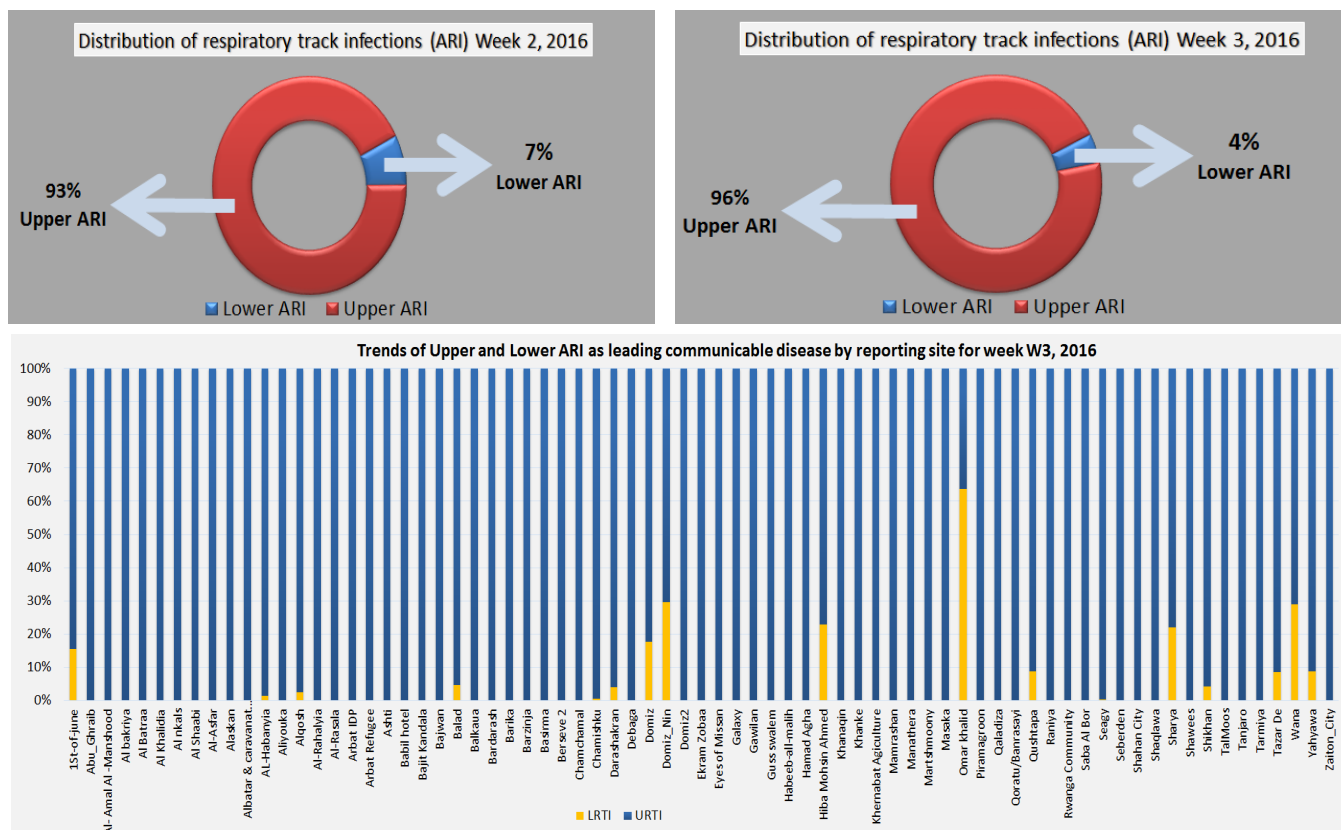 Distribution of respiratory track infections (ARI) Week 2, 2016
93%
Upper ARI
7%
Lower ARI
Lower ARI
Upper ARI
Distribution of respiratory track infections (ARI) Week 3, 2016
96%
Upper ARI
4%
Lower ARI
Lower ARI
Upper ARI
Trends of Upper and Lower ARI as leading communicable disease by reporting site for week W3, 2016
100%
90%
80%
70%
60%
50%
40%
30%
20%
10%
0%
1St-of-june
Abu_Ghraib
Al- Amal Al -Manshood
Al bakriya
Al Batraa
Al Khalidia
Al nkals
Al Shaabi
Al-Asfar
Alaskan
Albatar & caravanat...
AL-Habanyia
Aliyouka
Alqosh
Al-Rahalyia
Al-Rasala
Arbat IDP
Arbat Refugee
Ashti
Babil hotel
Bajit Kandala
Bajwan
Balad
Balkaua
Bardarash
Barika
Barzinja
Basirma
Berseve 2
Chamchamal
Chamishku
Darashakran
Debaga
Domiz
Domiz_Nin
Domiz2
Ekram Zobaa
Eyes of Missan
Galaxy
Gawilan
Guss swalem
Habeeb-all-malih
Hamad Agha
Hiba Mohsin Ahmed
Khanaqin
Khanke
Khernabat Agiculture
Mamrashan
Manathera
Mart shmoony
Masaka
Omar khalid
Piramagroon
Qaladiza
Qoratu/Banrasayi
Qushtapa
Raniya
Rwanga Community
Saba Al Bor
Seagy
Seberden
Shahan City
Shaqlawa
Sharya
Shawees
Shikhan
TalMoos
Tanjaro
Tarmiya
Tazar De
Wana
Yahyawa
Zaiton_City
LRTI
URTI